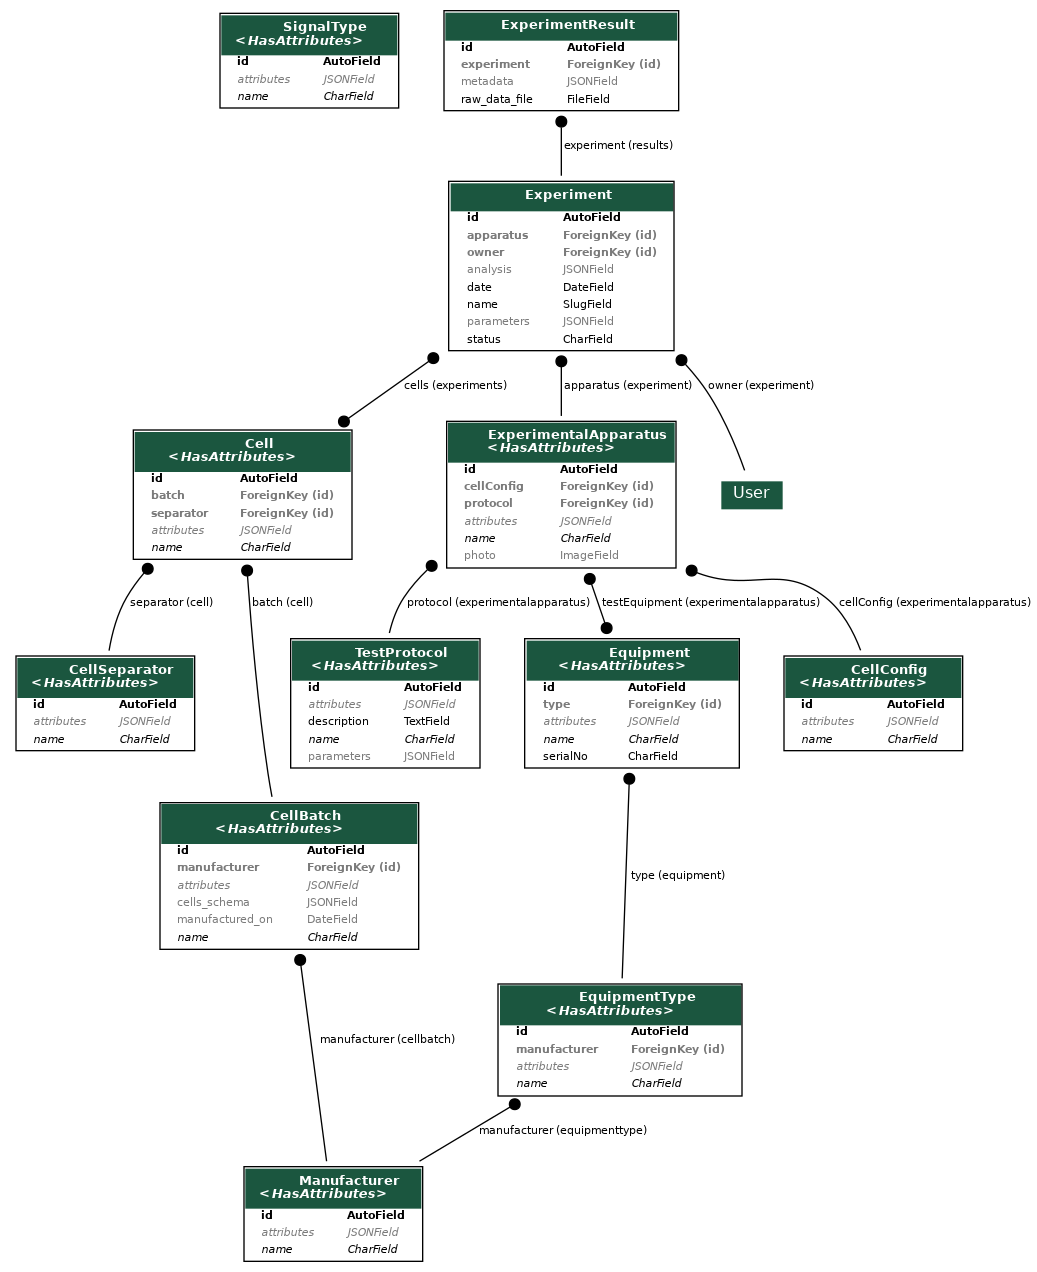 SignalType
<HasAttributes>
id AutoField
attributes JSONField
name CharField
ExperimentResult
id AutoField
experiment ForeignKey (id)
metadata JSONField
raw_data_file FileField
experiment (results)
Experiment
id AutoField
apparatus ForeignKey (id)
owner ForeignKey (id)
analysis JSONField
date DateField
name SlugField
parameters JSONField
status CharField
cells (experiments)
apparatus (experiment)
owner (experiment)
Cell
<HasAttributes>
id AutoField
batch ForeignKey (id)
separator ForeignKey (id)
attributes JSONField
name CharField
ExperimentalApparatus
<HasAttributes>
id AutoField
cellConfig ForeignKey (id)
protocol ForeignKey (id)
attributes JSONField
name CharField
photo ImageField
User
separator (cell)
batch (cell)
protocol (experimentalapparatus)
testEquipment (experimentalapparatus)
cellConfig (experimentalapparatus)
CellSeparator
<HasAttributes>
id AutoField
attributes JSONField
name CharField
TestProtocol
<HasAttributes>
id AutoField
attributes JSONField
description TextField
name CharField
parameters JSONField
Equipment
<HasAttributes>
id AutoField
type ForeignKey (id)
attributes JSONField
name CharField
serialNo CharField
CellConfig
<HasAttributes>
id AutoField
attributes JSONField
name CharField
CellBatch
<HasAttributes>
id AutoField
manufacturer ForeignKey (id)
attributes JSONField
cells_schema JSONField
manufactured_on DateField
name CharField
type (equipment)
EquipmentType
<HasAttributes>
id AutoField
manufacturer ForeignKey (id)
attributes JSONField
name CharField
manufacturer (cellbatch)
manufacturer (equipmenttype)
Manufacturer
<HasAttributes>
id AutoField
attributes JSONField
name CharField